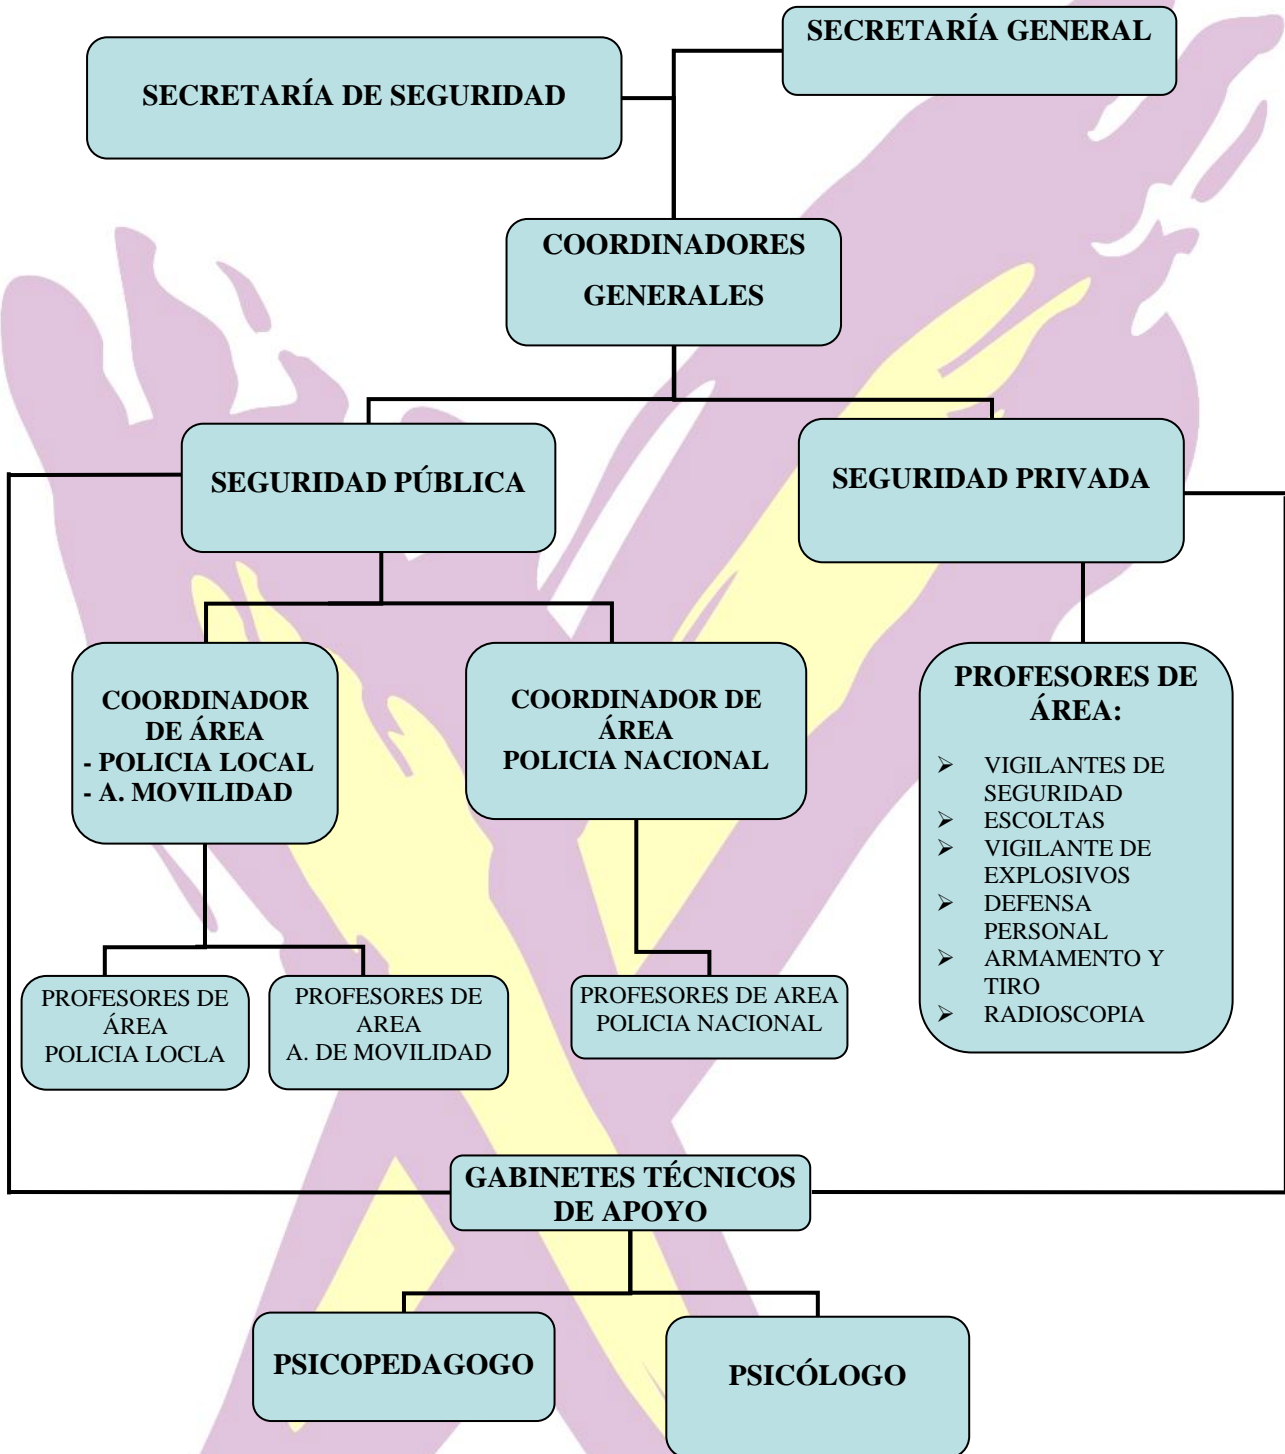 SECRETARÍA GENERAL
SECRETARÍA DE SEGURIDAD
COORDINADORES
GENERALES
SEGURIDAD PÚBLICA
SEGURIDAD PRIVADA
COORDINADOR
DE ÁREA
- POLICIA LOCAL
- A. MOVILIDAD
COORDINADOR DE
ÁREA
POLICIA NACIONAL
PROFESORES DE
ÁREA:
➢ VIGILANTES DE
SEGURIDAD
➢ ESCOLTAS
➢ VIGILANTE DE
EXPLOSIVOS
➢ DEFENSA
PERSONAL
➢ ARMAMENTO Y
TIRO
➢ RADIOSCOPIA
PROFESORES DE
ÁREA
POLICIA LOCLA
PROFESORES DE
AREA
A. DE MOVILIDAD
PROFESORES DE AREA
POLICIA NACIONAL
GABINETES TÉCNICOS
DE APOYO
PSICOPEDAGOGO
PSICÓLOGO